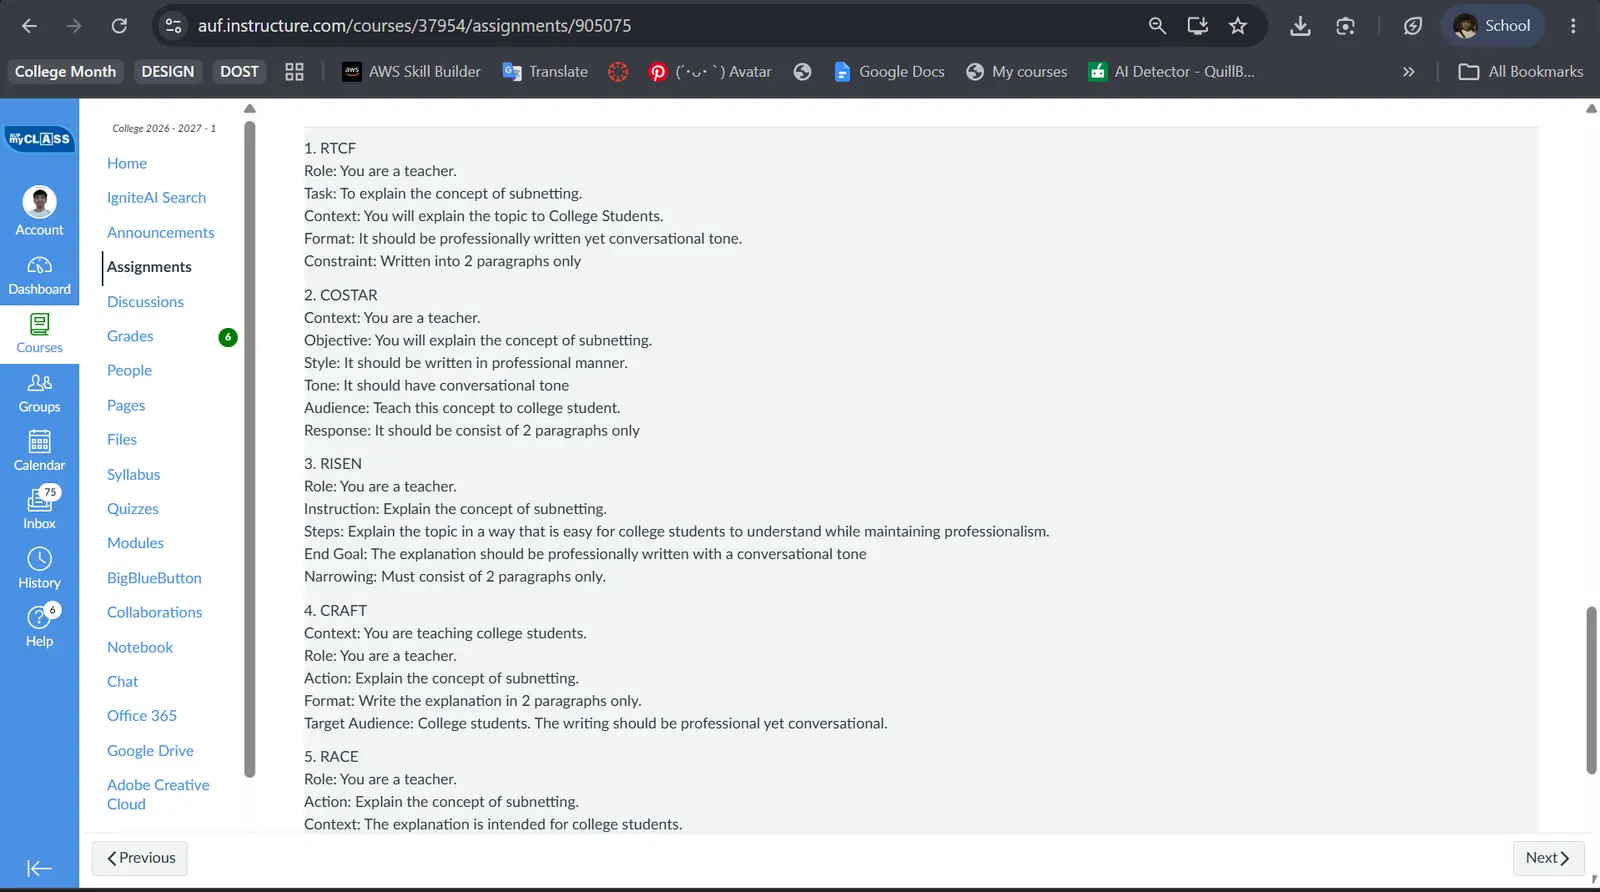 auf.instructure.com/courses/37954/assignments/905075
School
College Month
DESIGN
DOST
aws
AWS Skill Builder
Translate
(´･ᴗ･`) Avatar
Google Docs
My courses
AI Detector - QuillB...
»
All Bookmarks
AUF
myCLASS
Account
Dashboard
Courses
Groups
Calendar
75
Inbox
History
6
Help
College 2026 - 2027 - 1
Home
IgniteAI Search
Announcements
Assignments
Discussions
Grades
6
People
Pages
Files
Syllabus
Quizzes
Modules
BigBlueButton
Collaborations
Notebook
Chat
Office 365
Google Drive
Adobe Creative
Cloud
1. RTCF
Role: You are a teacher.
Task: To explain the concept of subnetting.
Context: You will explain the topic to College Students.
Format: It should be professionally written yet conversational tone.
Constraint: Written into 2 paragraphs only
2. COSTAR
Context: You are a teacher.
Objective: You will explain the concept of subnetting.
Style: It should be written in professional manner.
Tone: It should have conversational tone
Audience: Teach this concept to college student.
Response: It should be consist of 2 paragraphs only
3. RISEN
Role: You are a teacher.
Instruction: Explain the concept of subnetting.
Steps: Explain the topic in a way that is easy for college students to understand while maintaining professionalism.
End Goal: The explanation should be professionally written with a conversational tone
Narrowing: Must consist of 2 paragraphs only.
4. CRAFT
Context: You are teaching college students.
Role: You are a teacher.
Action: Explain the concept of subnetting.
Format: Write the explanation in 2 paragraphs only.
Target Audience: College students. The writing should be professional yet conversational.
5. RACE
Role: You are a teacher.
Action: Explain the concept of subnetting.
Context: The explanation is intended for college students.
Previous
Next